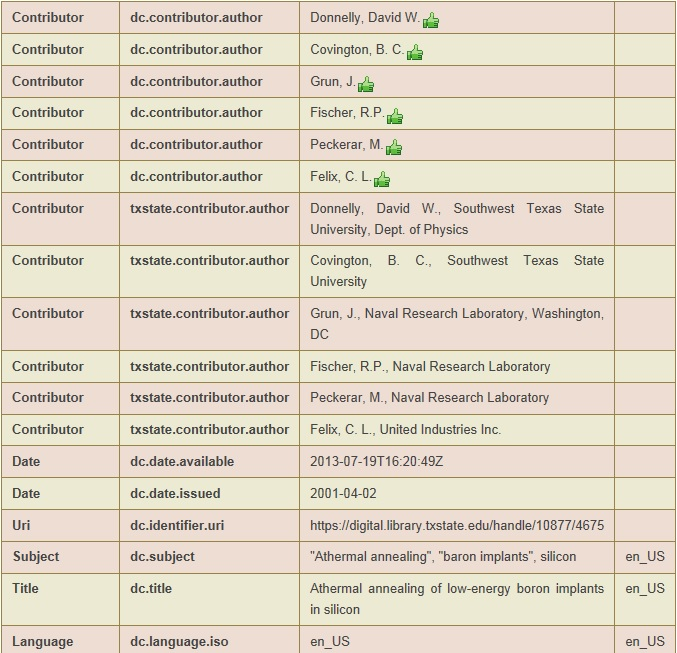 Contributor dc.contributor.author Donnelly, David W.
Contributor dc.contributor.author Covington, B. C.
Contributor dc.contributor.author Grun, J.
Contributor dc.contributor.author Fischer, R.P.
Contributor dc.contributor.author Peckerar, M.
Contributor dc.contributor.author Felix, C. L.
Contributor txstate.contributor.author Donnelly, David W., Southwest Texas State
University, Dept. of Physics
Contributor txstate.contributor.author Covington, B. C., Southwest Texas State
University
Contributor txstate.contributor.author Grun, J., Naval Research Laboratory, Washington,
DC
Contributor txstate.contributor.author Fischer, R.P., Naval Research Laboratory
Contributor txstate.contributor.author Peckerar, M., Naval Research Laboratory
Contributor txstate.contributor.author Felix, C. L., United Industries Inc.
Date dc.date.available 2013-07-19T16:20:49Z
Date dc.date.issued 2001-04-02
Uri dc.identifier.uri https://digital.library.txstate.edu/handle/10877/4675
Subject dc.subject "Athermal annealing", "baron implants", silicon en_US
Title dc.title Athermal annealing of low-energy boron implants en_US
in silicon
Language dc.language.iso en_US en_US